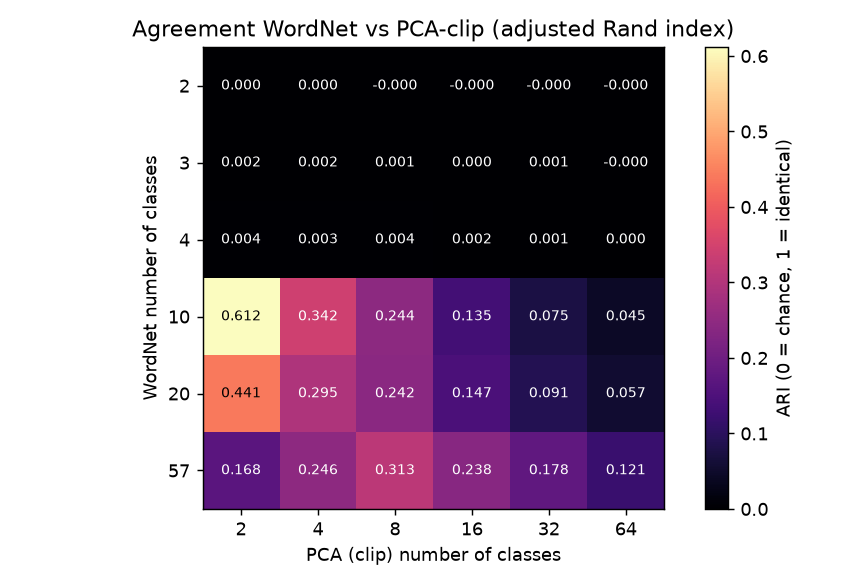 Agreement WordNet vs PCA-clip (adjusted Rand index)
WordNet number of classes
2 0.000 0.000 -0.000 -0.000 -0.000 -0.000
3 0.002 0.002 0.001 0.000 0.001 -0.000
4 0.004 0.003 0.004 0.002 0.001 0.000
10 0.612 0.342 0.244 0.135 0.075 0.045
20 0.441 0.295 0.242 0.147 0.091 0.057
57 0.168 0.246 0.313 0.238 0.178 0.121
2 4 8 16 32 64
PCA (clip) number of classes
0.6
0.5
0.4
0.3
0.2
0.1
0.0
ARI (0 = chance, 1 = identical)